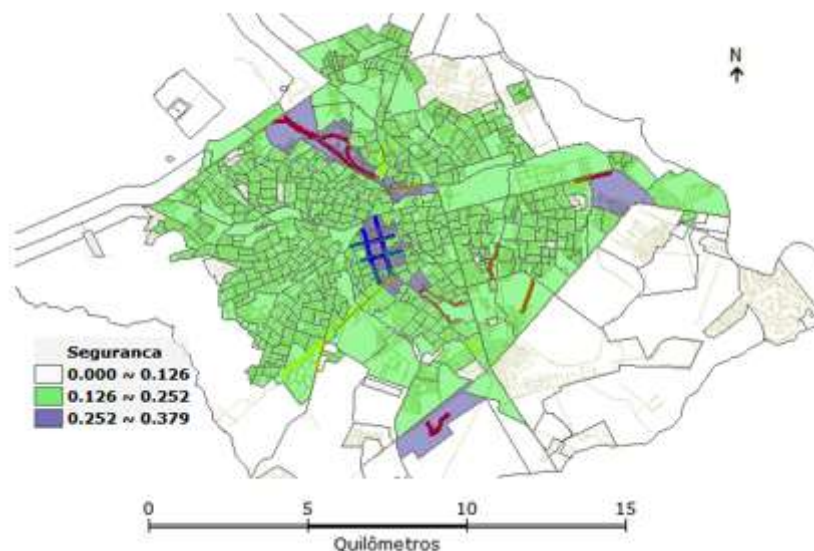 N
Seguranca
0.000 ~ 0.126
0.126 ~ 0.252
0.252 ~ 0.379
0 5 10 15
Quilômetros